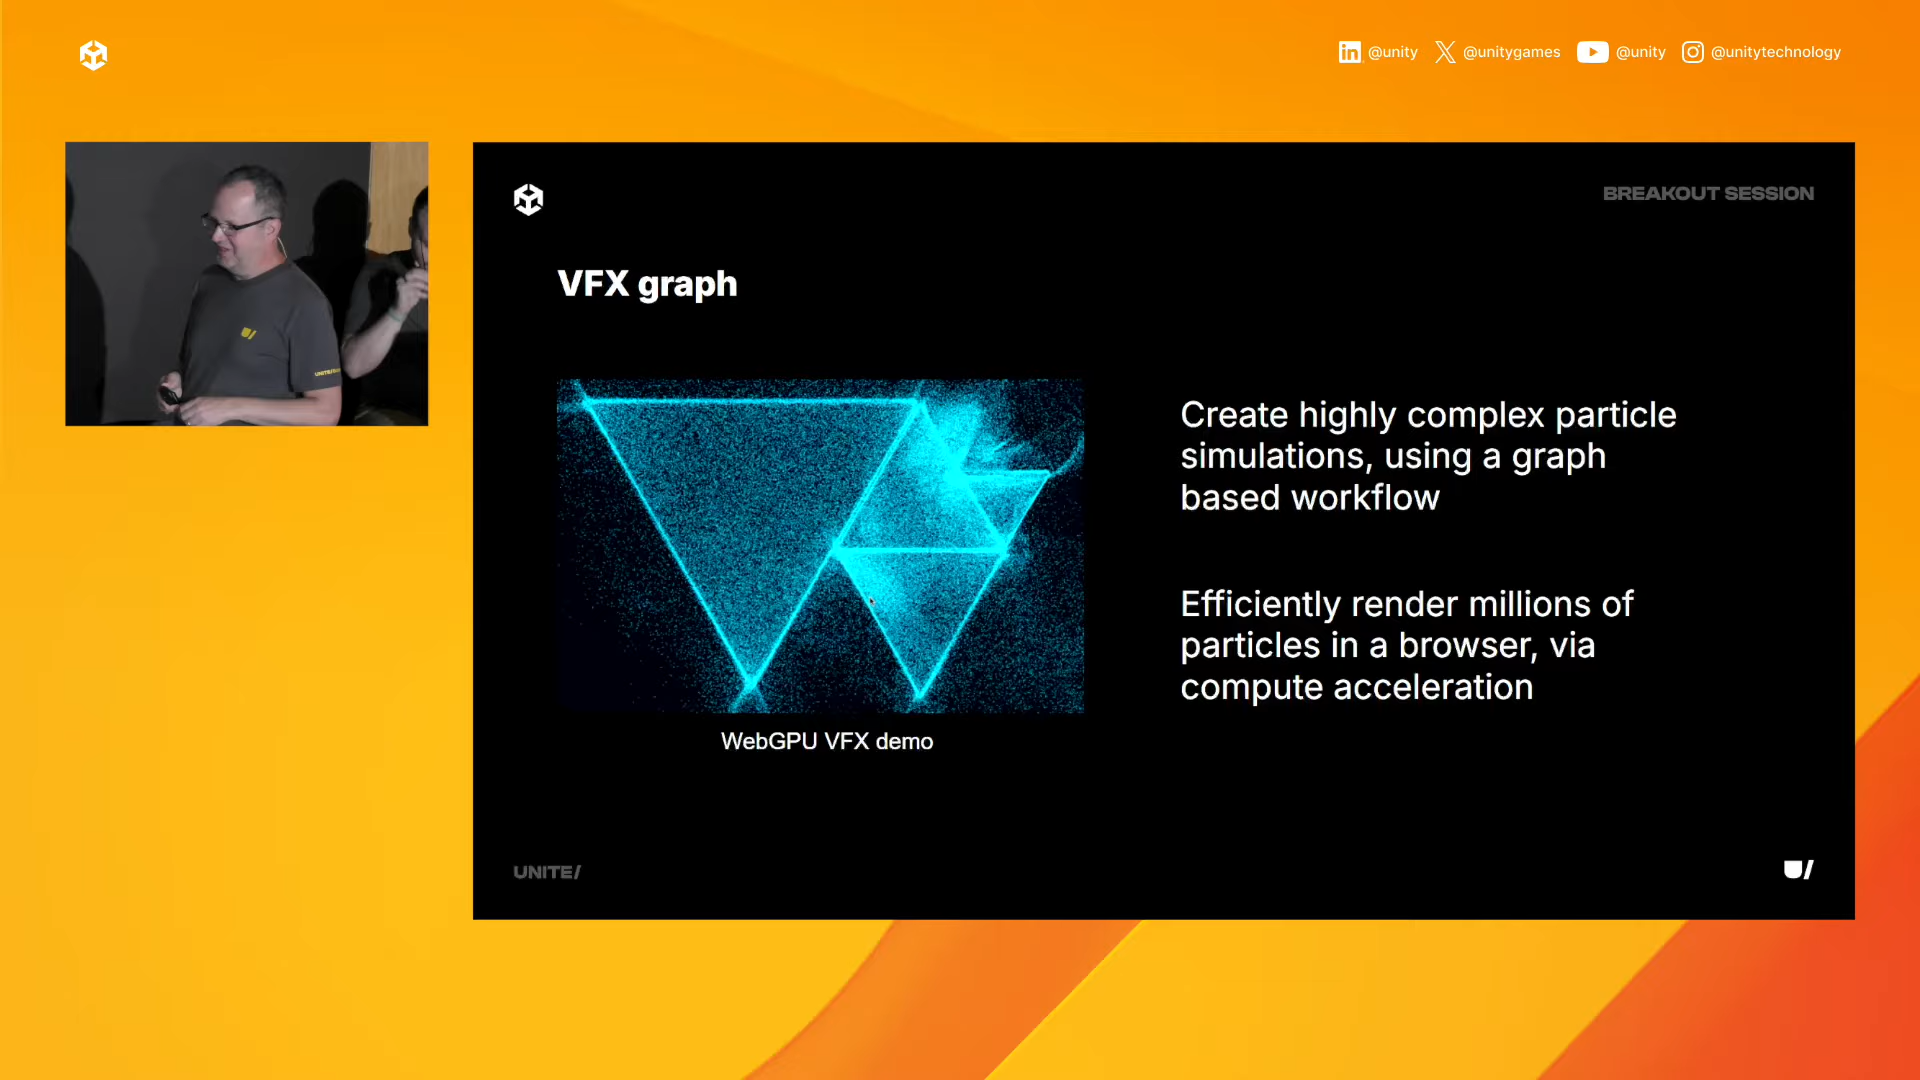 @unity @unitygames @unity @unitytechnology
BREAKOUT SESSION
VFX graph
Create highly complex particle
simulations, using a graph
based workflow
Efficiently render millions of
particles in a browser, via
compute acceleration
WebGPU VFX demo
UNITE/
U/
U/